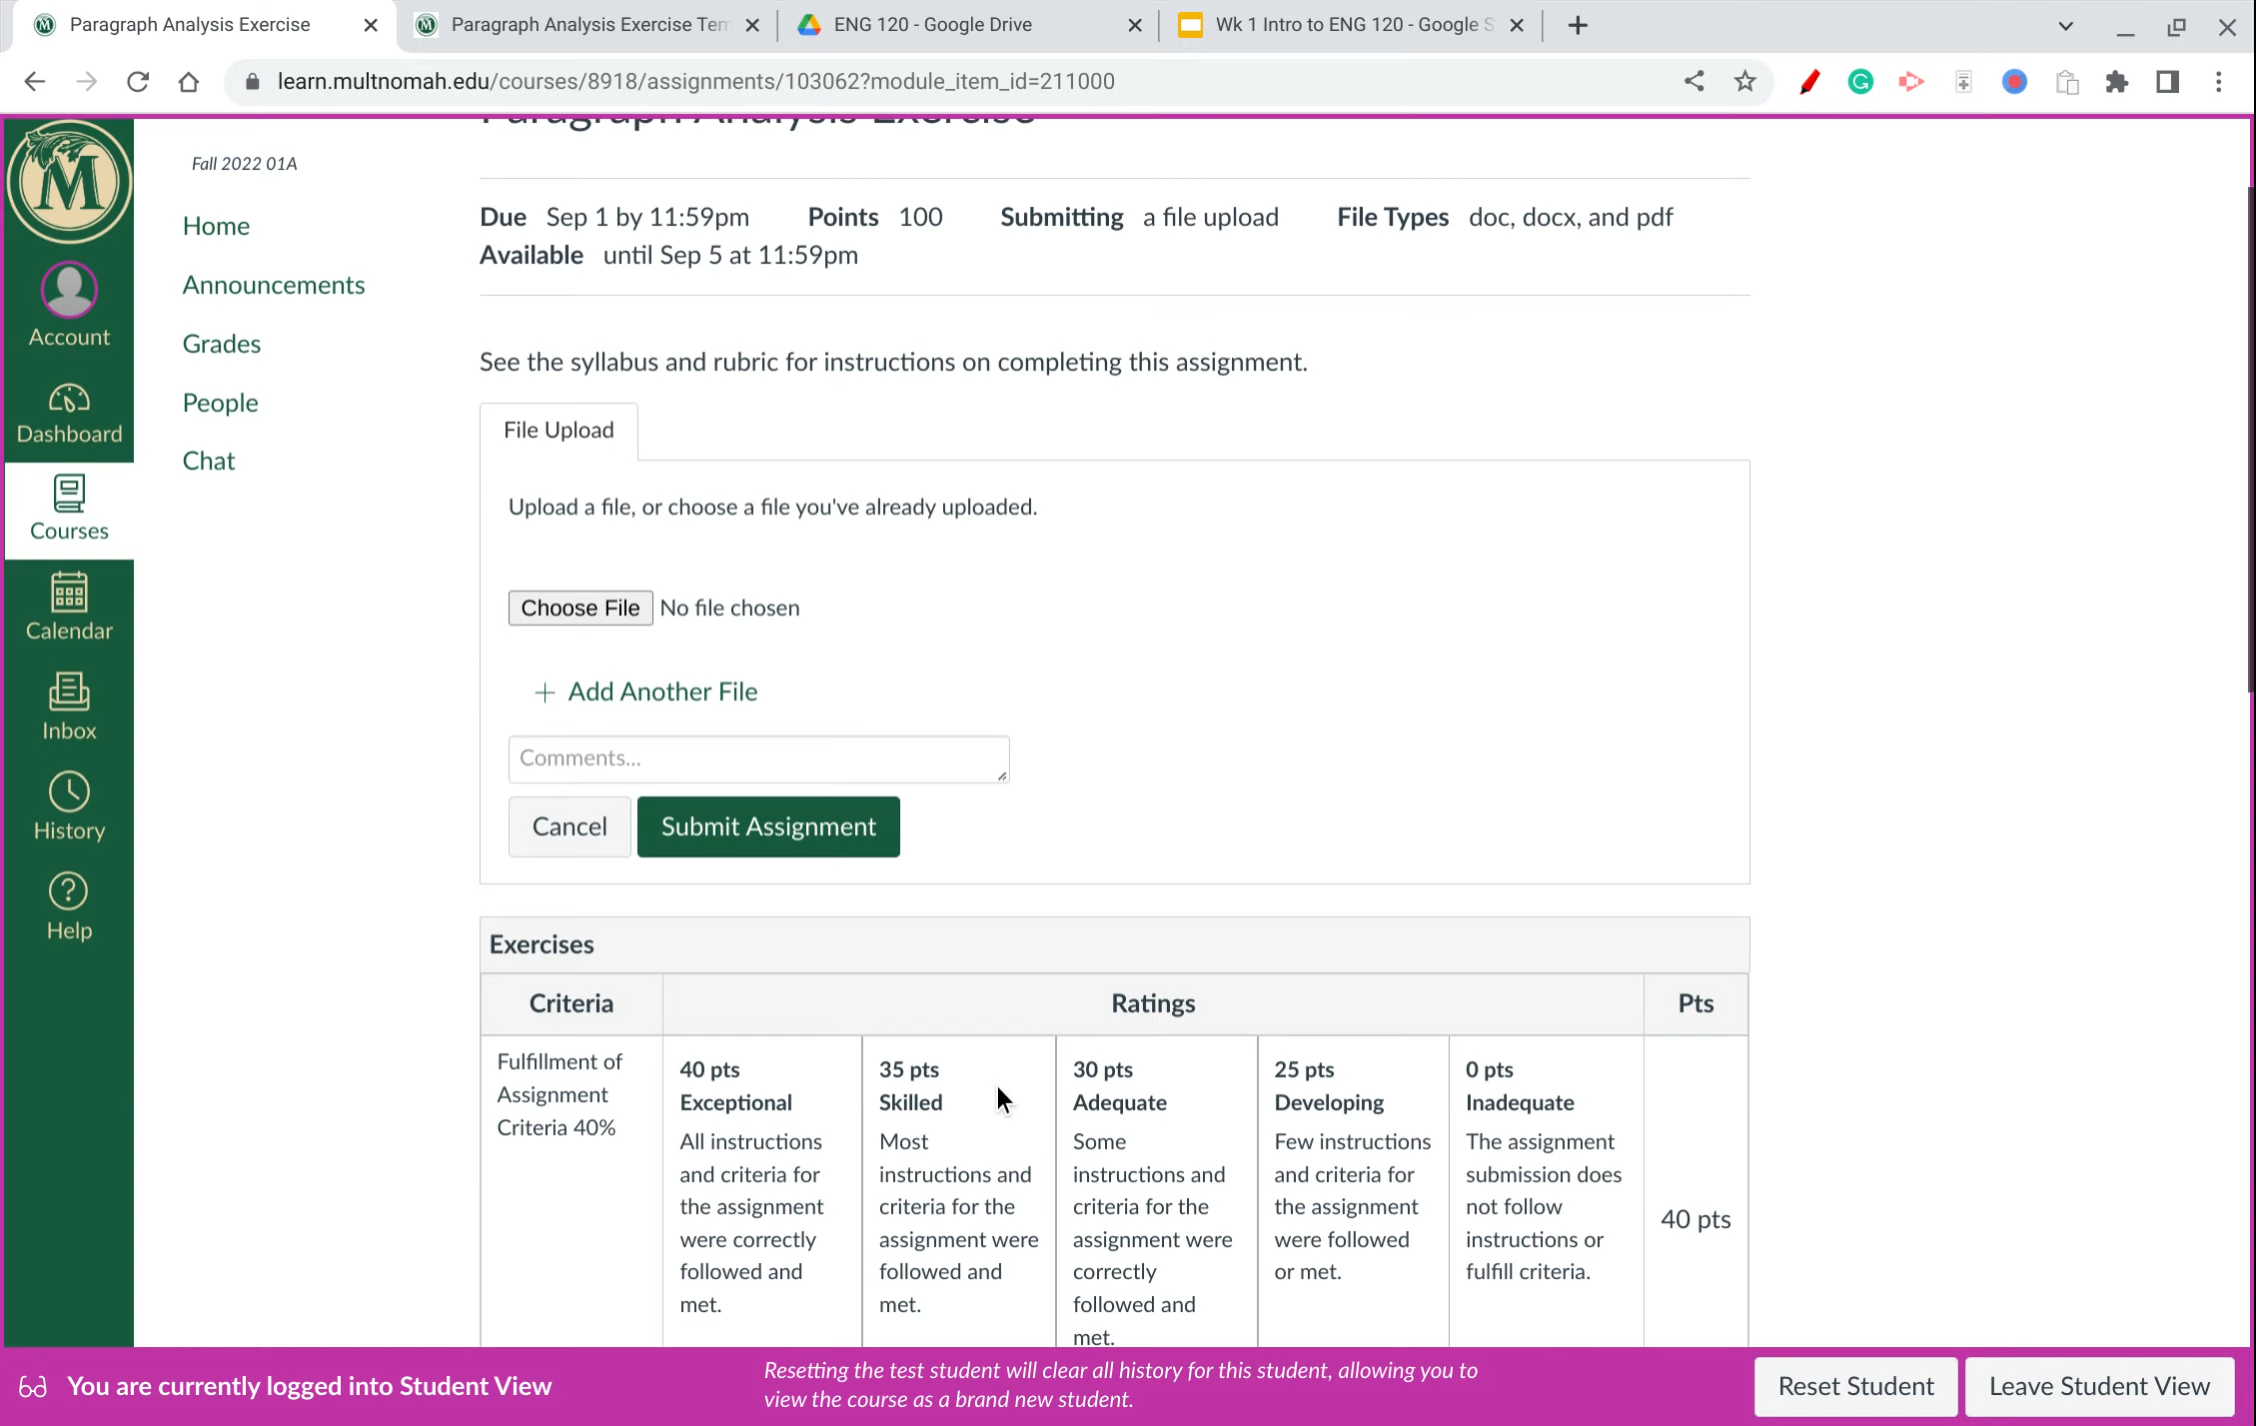 Paragraph Analysis Exercise
Paragraph Analysis Exercise Tem
ENG 120 - Google Drive
Wk 1 Intro to ENG 120 - Google S
learn.multnomah.edu/courses/8918/assignments/103062?module_item_id=211000
M
Account
Dashboard
Courses
Calendar
Inbox
History
Help
Fall 2022 01A
Home
Announcements
Grades
People
Chat
Paragraph Analysis Exercise
Due Sep 1 by 11:59pm Points 100 Submitting a file upload File Types doc, docx, and pdf
Available until Sep 5 at 11:59pm
See the syllabus and rubric for instructions on completing this assignment.
File Upload
Upload a file, or choose a file you've already uploaded.
Choose File No file chosen
+ Add Another File
Comments...
Cancel Submit Assignment
Exercises
Criteria Ratings Pts
Fulfillment of
Assignment
Criteria 40%
40 pts
Exceptional
All instructions
and criteria for
the assignment
were correctly
followed and
met.
35 pts
Skilled
Most
instructions and
criteria for the
assignment were
followed and
met.
30 pts
Adequate
Some
instructions and
criteria for the
assignment were
correctly
followed and
met.
25 pts
Developing
Few instructions
and criteria for
the assignment
were followed
or met.
0 pts
Inadequate
The assignment
submission does
not follow
instructions or
fulfill criteria.
40 pts
You are currently logged into Student View
Resetting the test student will clear all history for this student, allowing you to
view the course as a brand new student.
Reset Student
Leave Student View